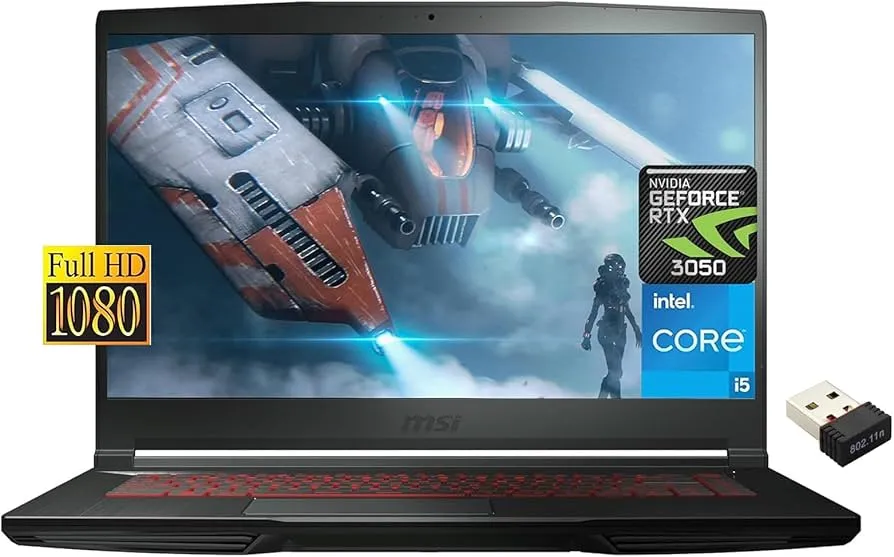 NVIDIA
GEFORCE
RTX
3050
Full HD
1080
intel.
CORE
i5
msi
802.11n